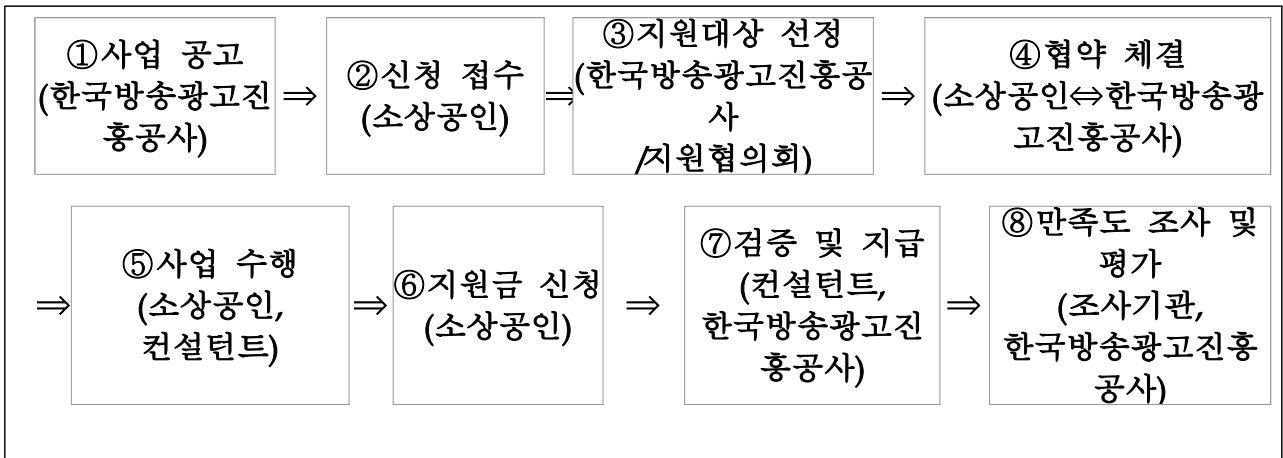 ①사업 공고
(한국방송광고진
흥공사)
⇒
②신청 접수
(소상공인)
⇒
③지원대상 선정
(한국방송광고진흥공
사
/지원협의회)
⇒
④협약 체결
(소상공인⇔한국방송광
고진흥공사)
⇒
⑤사업 수행
(소상공인,
컨설턴트)
⇒
⑥지원금 신청
(소상공인)
⇒
⑦검증 및 지급
(컨설턴트,
한국방송광고진
흥공사)
⇒
⑧만족도 조사 및
평가
(조사기관,
한국방송광고진흥
공사)